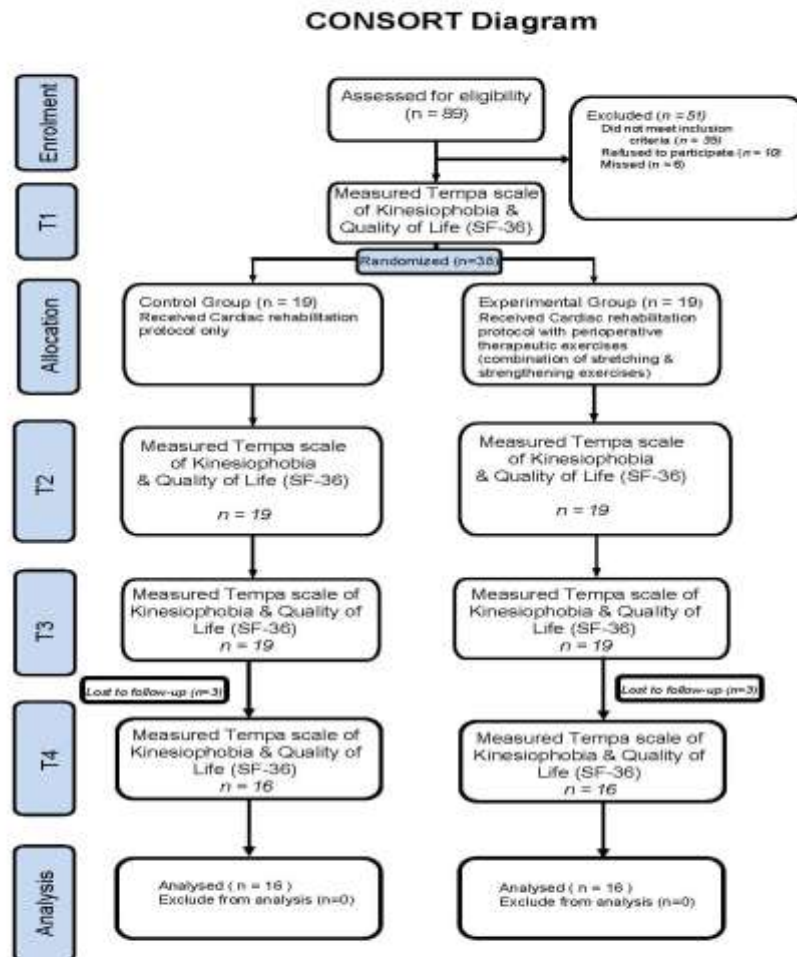 CONSORT Diagram
Enrolment
Assessed for eligibility
(n = 89)
Excluded (n = 51)
Did not meet inclusion
criteria (n = 35)
Refused to participate (n = 10)
Missed (n = 6)
T1
Measured Tempa scale
of Kinesiophobia &
Quality of Life (SF-36)
Randomized (n=38)
Allocation
Control Group (n = 19)
Received Cardiac rehabilitation
protocol only
Experimental Group (n = 19)
Received Cardiac rehabilitation
protocol with perioperative
therapeutic exercises
(combination of stretching &
strengthening exercises)
T2
Measured Tempa scale
of Kinesiophobia
& Quality of Life (SF-36)
n = 19
Measured Tempa scale
of Kinesiophobia
& Quality of Life (SF-36)
n = 19
T3
Measured Tempa scale of
Kinesiophobia & Quality of
Life (SF-36)
n = 19
Measured Tempa scale of
Kinesiophobia & Quality of
Life (SF-36)
n = 19
Lost to follow-up (n=3)
Lost to follow-up (n=3)
T4
Measured Tempa scale of
Kinesiophobia & Quality of
Life (SF-36)
n = 16
Measured Tempa scale of
Kinesiophobia & Quality of
Life (SF-36)
n = 16
Analysis
Analysed ( n = 16 )
Exclude from analysis (n=0)
Analysed ( n = 16 )
Exclude from analysis (n=0)